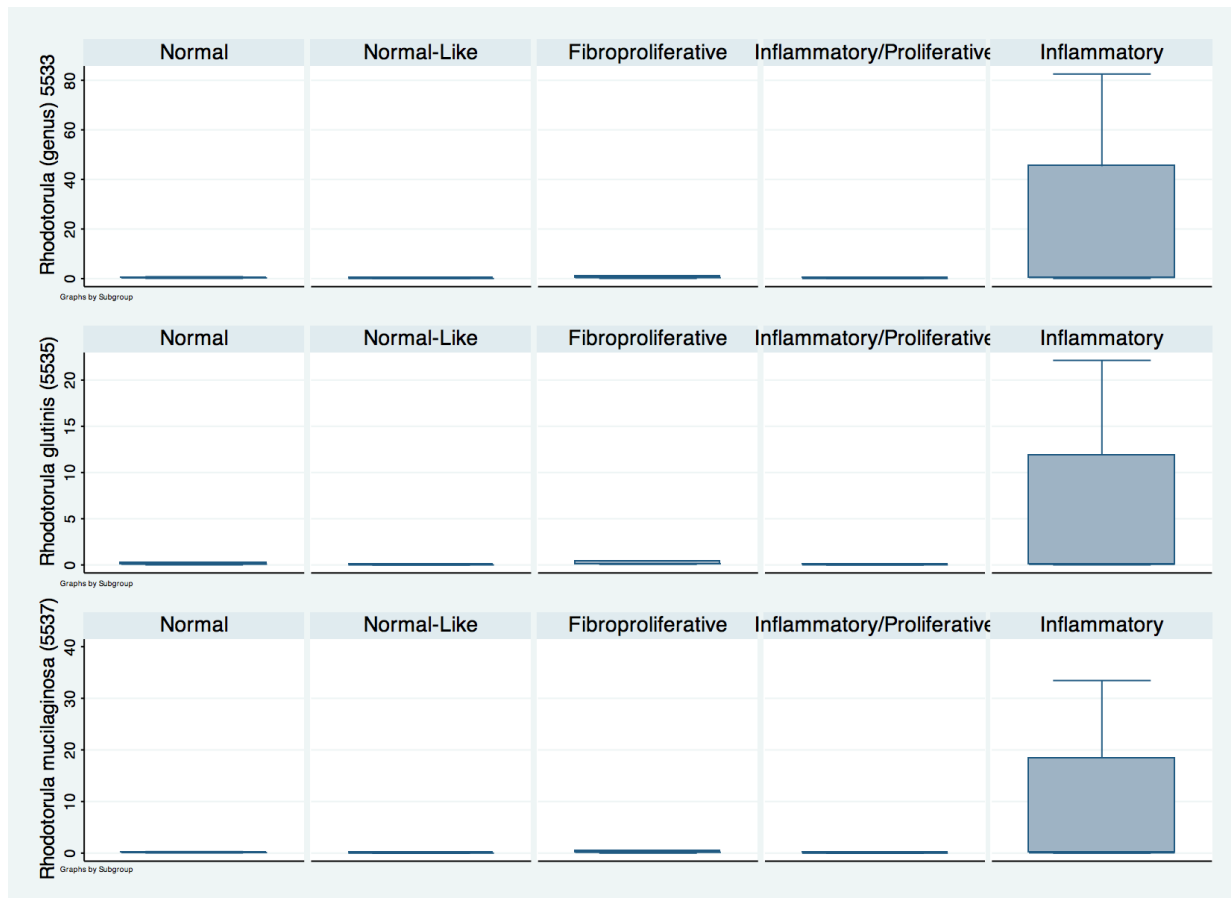 Normal Normal-Like Fibroproliferative Inflammatory/Proliferative Inflammatory
Rhodotorula (genus) 5533
80
60
40
20
0
Graphs by Subgroup
Normal Normal-Like Fibroproliferative Inflammatory/Proliferative Inflammatory
Rhodotorula glutinis (5535)
20
15
10
5
0
Graphs by Subgroup
Normal Normal-Like Fibroproliferative Inflammatory/Proliferative Inflammatory
Rhodotorula mucilaginosa (5537)
40
30
20
10
0
Graphs by Subgroup